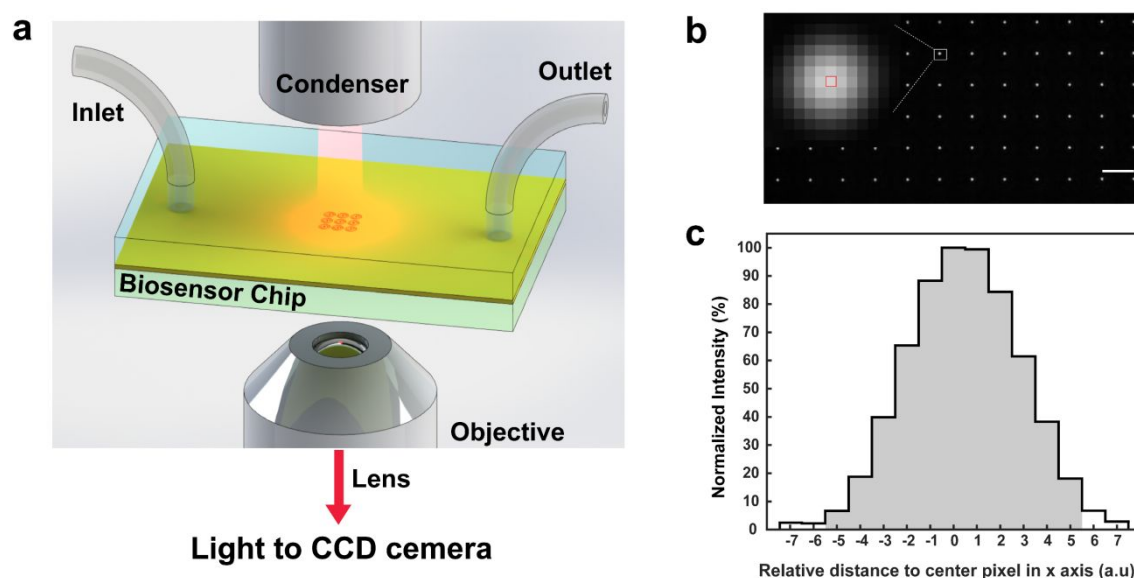 a
Condenser
Inlet
Outlet
Biosensor Chip
Objective
Lens
Light to CCD cemera
b
c
Normalized Intensity (%)
100
90
80
70
60
50
40
30
20
10
0
-7 -6 -5 -4 -3 -2 -1 0 1 2 3 4 5 6 7
Relative distance to center pixel in x axis (a.u)